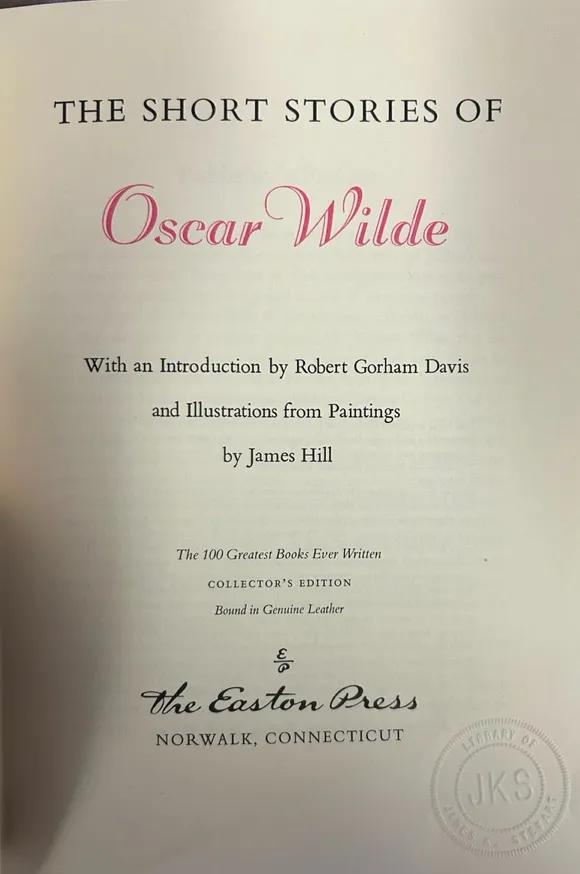 THE SHORT STORIES OF
Oscar Wilde
With an Introduction by Robert Gorham Davis
and Illustrations from Paintings
by James Hill
The 100 Greatest Books Ever Written
COLLECTOR'S EDITION
Bound in Genuine Leather
E
P
The Easton Press
NORWALK, CONNECTICUT
LIBRARY OF
JKS
JAMES K. STEWART